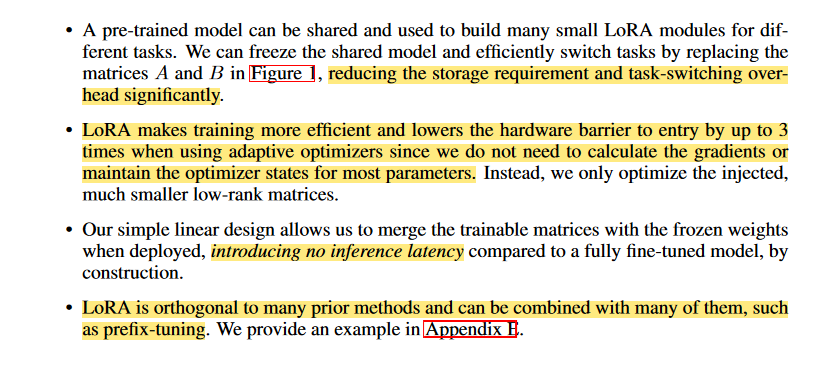 • A pre-trained model can be shared and used to build many small LoRA modules for dif-
ferent tasks. We can freeze the shared model and efficiently switch tasks by replacing the
matrices A and B in Figure 1, reducing the storage requirement and task-switching over-
head significantly.
• LoRA makes training more efficient and lowers the hardware barrier to entry by up to 3
times when using adaptive optimizers since we do not need to calculate the gradients or
maintain the optimizer states for most parameters. Instead, we only optimize the injected,
much smaller low-rank matrices.
• Our simple linear design allows us to merge the trainable matrices with the frozen weights
when deployed, introducing no inference latency compared to a fully fine-tuned model, by
construction.
• LoRA is orthogonal to many prior methods and can be combined with many of them, such
as prefix-tuning. We provide an example in Appendix E.